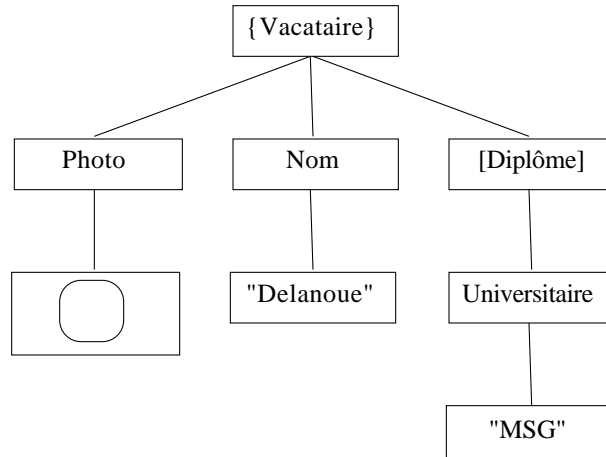 {Vacataire}
Photo
Nom
[Diplôme]
"Delanoue"
Universitaire
"MSG"